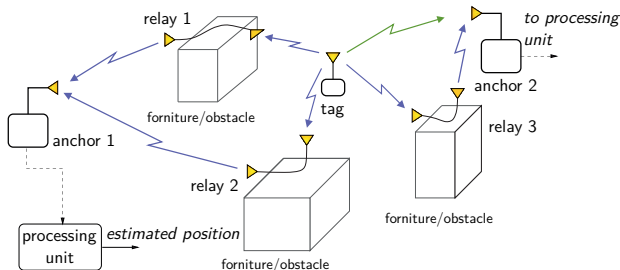 relay 1
to processing
unit
anchor 2
tag
forniture/obstacle
anchor 1
relay 3
relay 2
forniture/obstacle
processing
unit
estimated position
forniture/obstacle